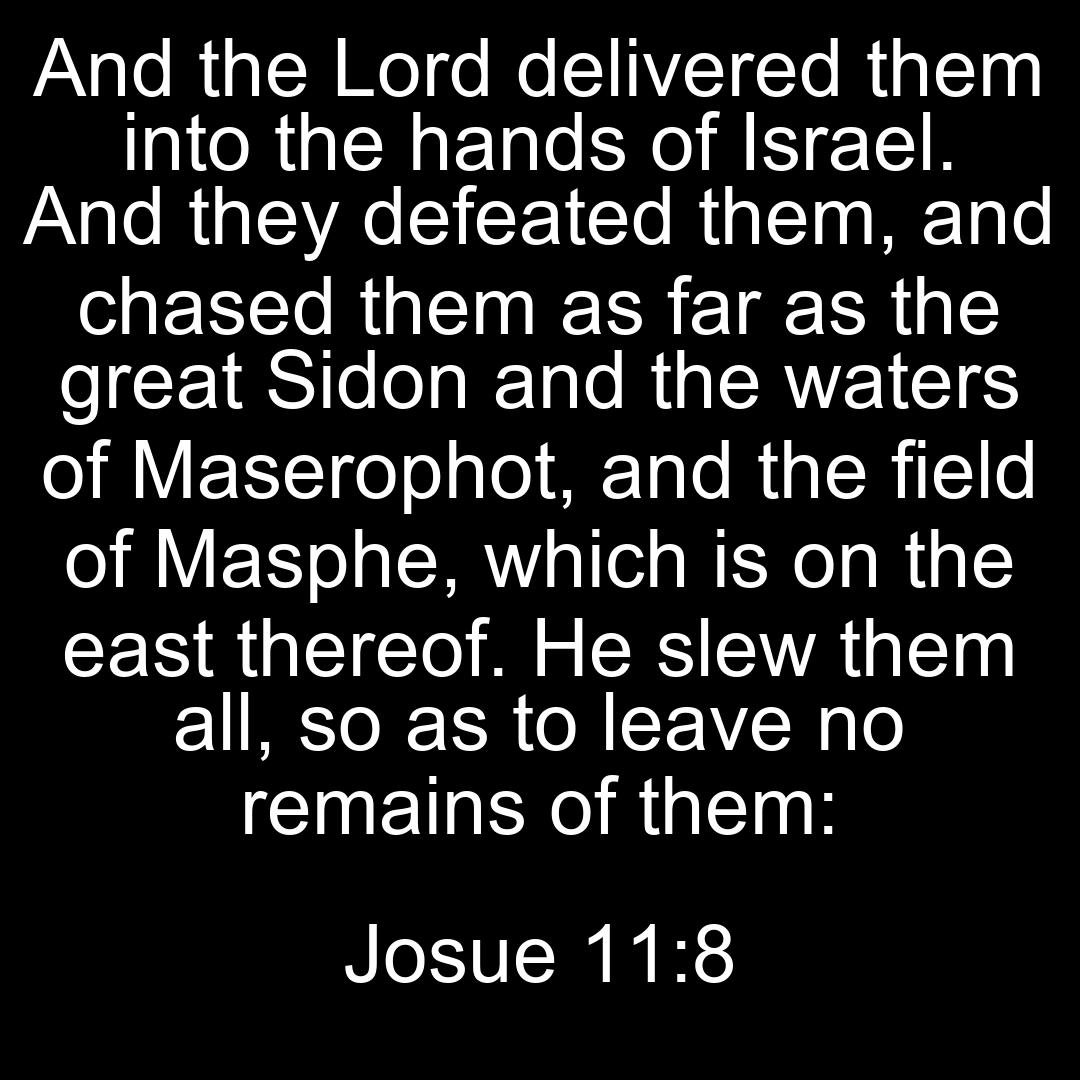 And the Lord delivered them
into the hands of Israel.
And they defeated them, and
chased them as far as the
great Sidon and the waters
of Maserophot, and the field
of Masphe, which is on the
east thereof. He slew them
all, so as to leave no
remains of them:
Josue 11:8